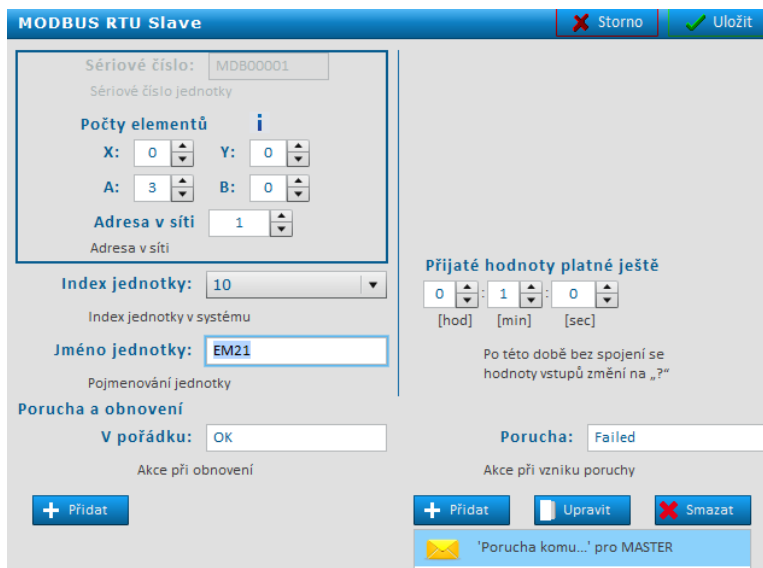 MODBUS RTU Slave
Storno
Uložit
Sériové číslo: MDB00001
Sériové číslo jednotky
Počty elementů i
X: 0 Y: 0
A: 3 B: 0
Adresa v síti 1
Adresa v síti
Index jednotky: 10
Index jednotky v systému
Jméno jednotky: EM21
Pojmenování jednotky
Přijaté hodnoty platné ještě
0 : 1 : 0
[hod] [min] [sec]
Po této době bez spojení se
hodnoty vstupů změní na „?“
Porucha a obnovení
V pořádku: OK
Akce při obnovení
Přidat
Porucha: Failed
Akce při vzniku poruchy
Přidat
Upravit
Smazat
'Porucha komu...' pro MASTER